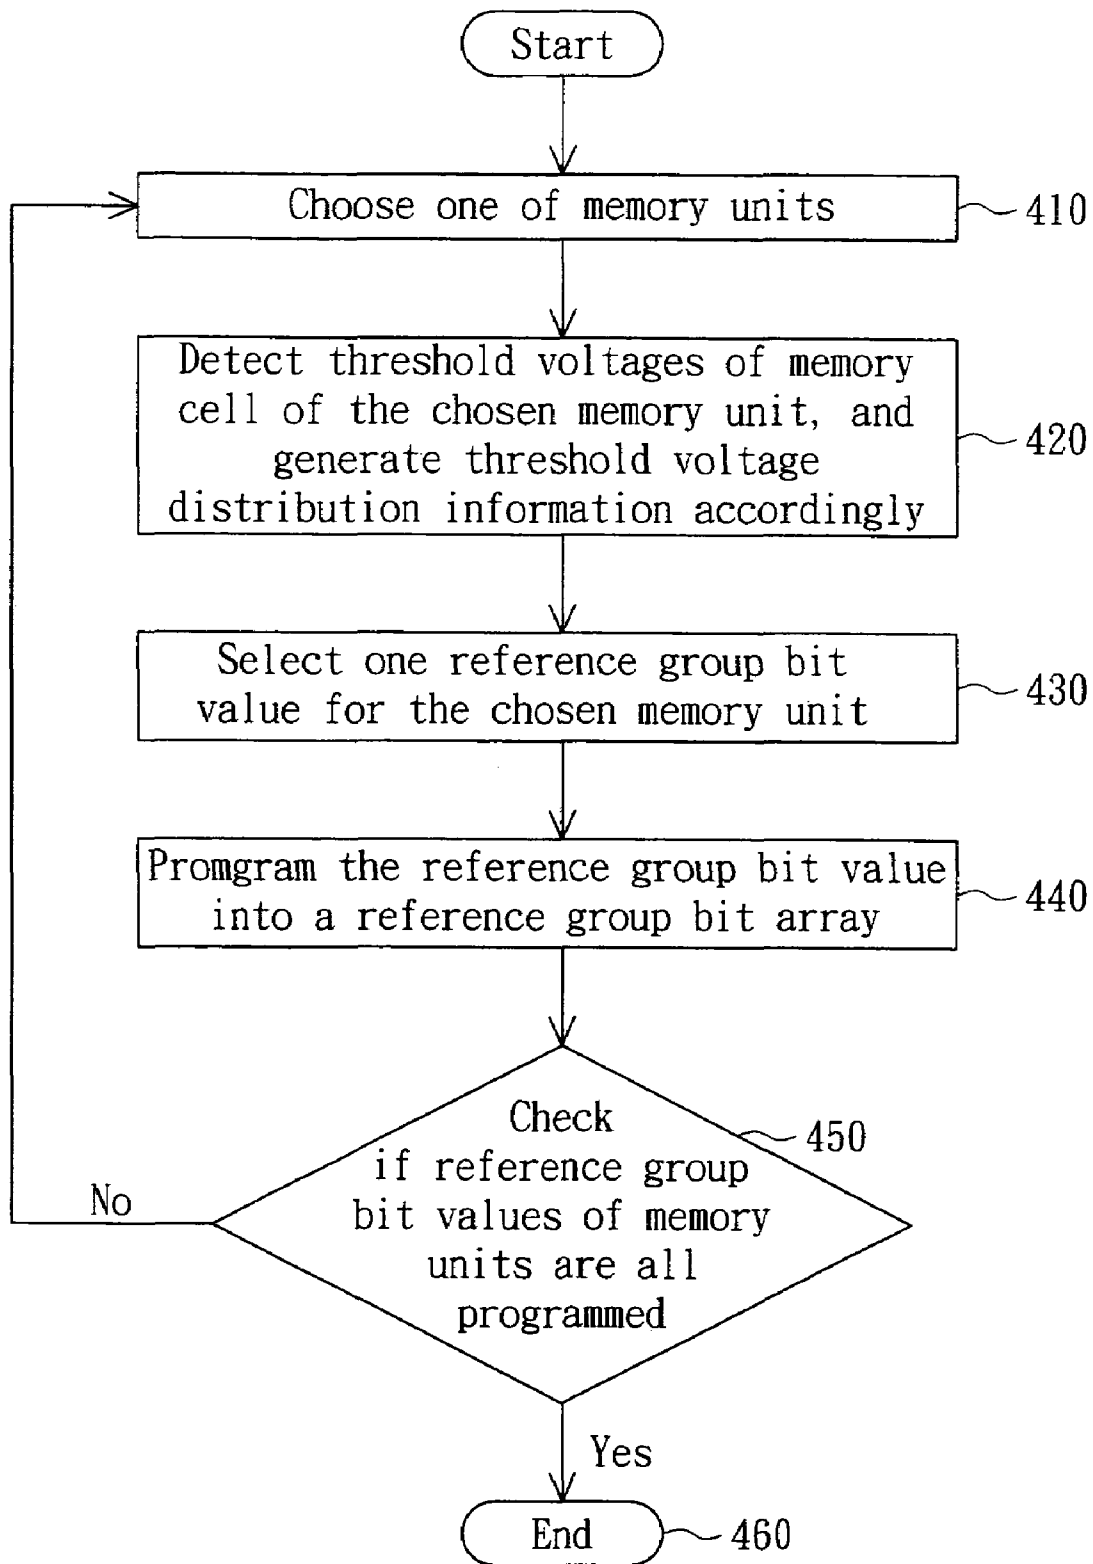 Start
Choose one of memory units
410
Detect threshold voltages of memory
cell of the chosen memory unit, and
generate threshold voltage
distribution information accordingly
420
Select one reference group bit
value for the chosen memory unit
430
Promgram the reference group bit value
into a reference group bit array
440
Check
if reference group
bit values of memory
units are all
programmed
450
No
Yes
End
460